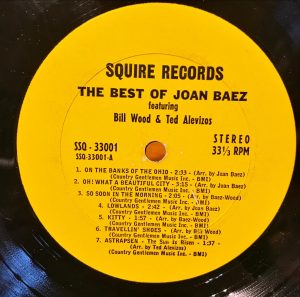 SQUIRE RECORDS
THE BEST OF JOAN BAEZ
featuring
Bill Wood & Ted Alevizos
STEREO
SSQ - 33001
33⅓ RPM
SSQ-33001-A
1. ON THE BANKS OF THE OHIO - 2:33 - (Arr. by Joan Baez)
(Country Gentlemen Music Inc. - BMI)
2. OH! WHAT A BEAUTIFUL CITY - 3:15 - (Arr. by Joan Baez)
(Country Gentlemen Music Inc. - BMI)
3. SO SOON IN THE MORNING - 2:05 - by Baez-Wood)
(Country Gentlemen Music Inc. -
4. LOWLANDS - 2:42 - (Arr. by Joan Baez)
(Country Gentlemen Music Inc. - BMI)
5. KITTY - 1:57 - (Arr. by Baez-Wood)
(Country Gentlemen Music Inc. - BMI)
6. TRAVELLIN' SHOES - (Arr. by Bill Wood)
(Country Gentlemen Music Inc. - BMI)
7. ASTRAPSEN - The Sun Is Risen - 1:37
(Arr. by Ted Alevizos)
(Country Gentlemen Music Inc. - BMI)